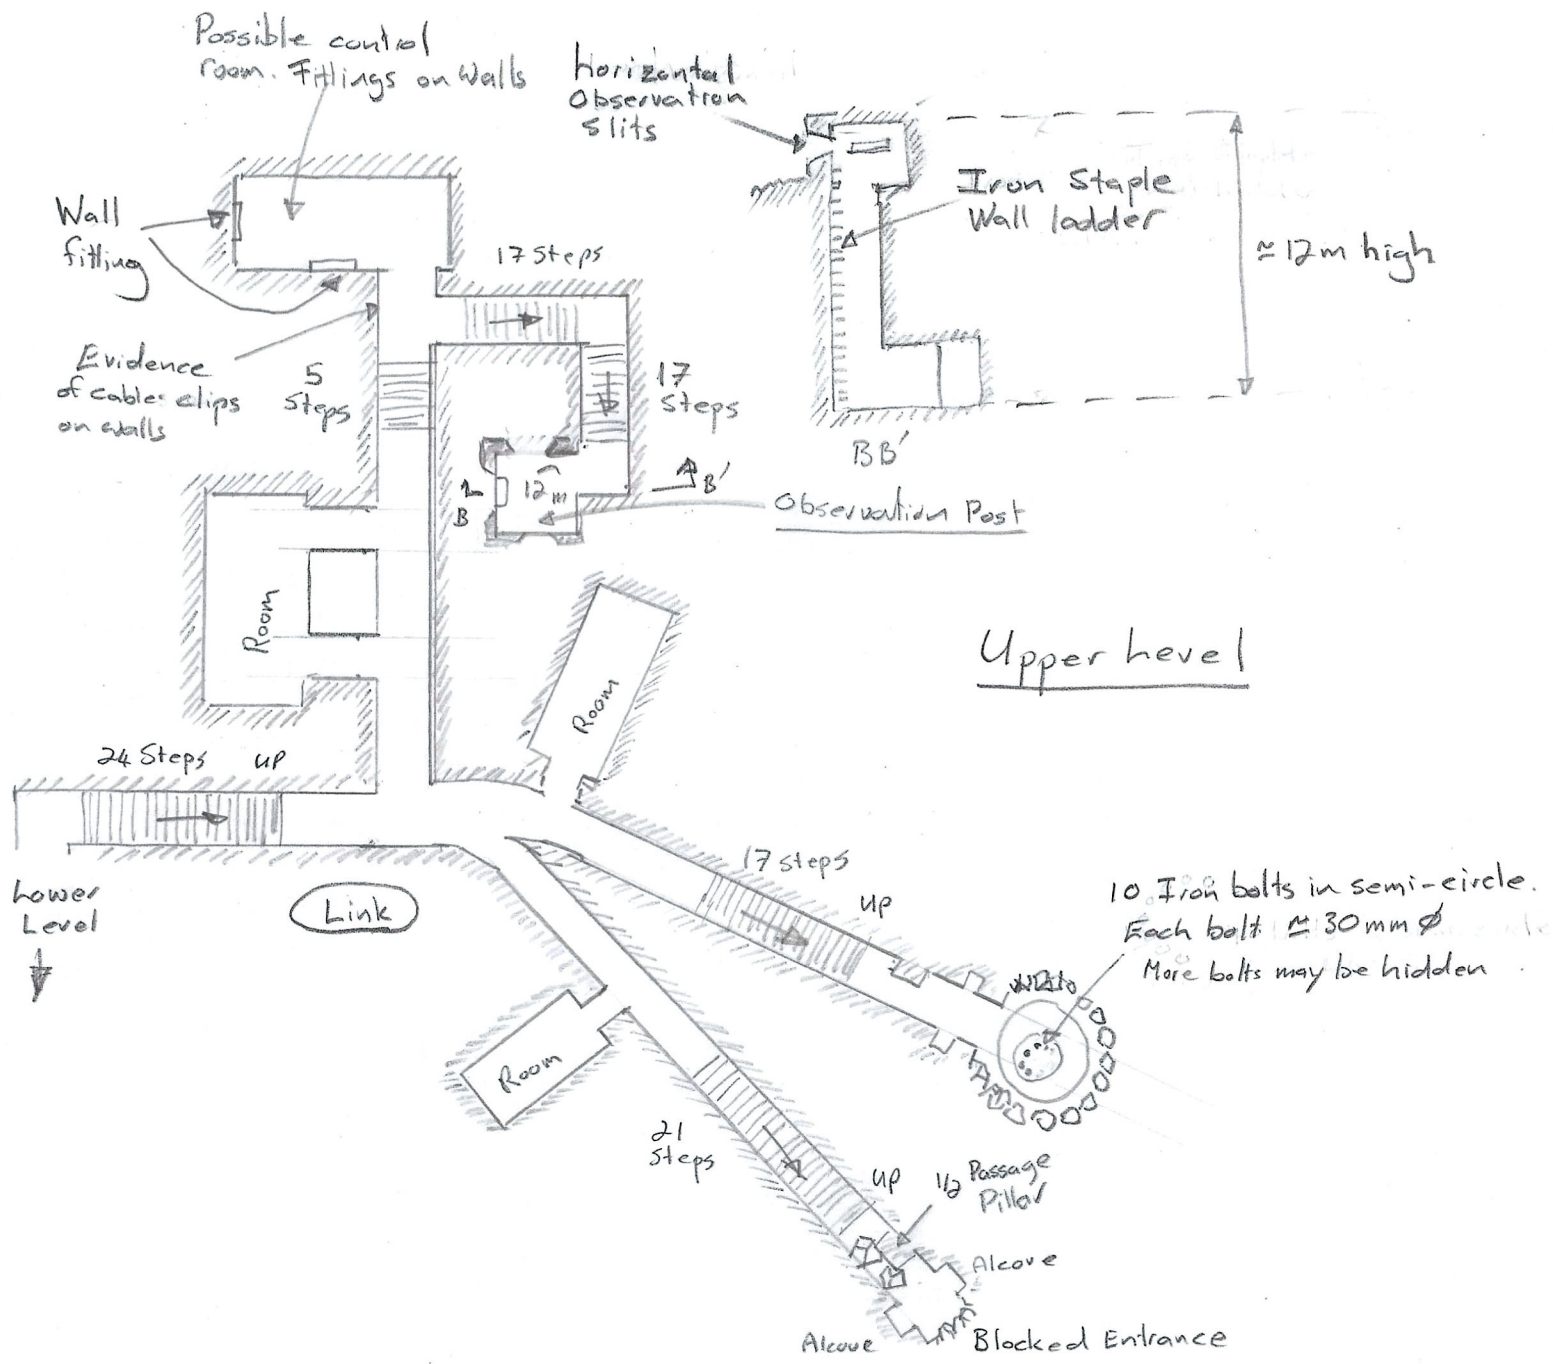 Possible control
room. Fittings on Walls
Horizontal
Observation
Slits
Iron Staple
Wall ladder
≃ 12m high
Wall
fitting
17 Steps
Evidence
of cable clips
on walls
5
Steps
17
Steps
BB'
B
12m
B'
Observation Post
Room
Room
Upper Level
24 Steps up
17 steps
up
Lower
Level
Link
10 Iron bolts in semi-circle.
Each bolt ≃ 30mm Ø
More bolts may be hidden
Room
21
Steps
up
1/2 Passage
Pillar
Alcove
Alcove
Blocked Entrance